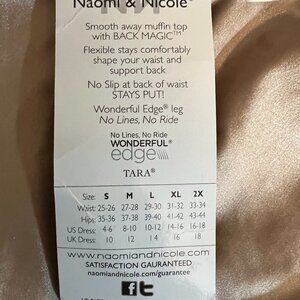 Naomi & Nicole®
Smooth away muffin top
with BACK MAGIC™
Flexible stays comfortably
shape your waist and
support back
No Slip at back of waist
STAYS PUT!
Wonderful Edge® leg
No Lines, No Ride
No Lines, No Ride
WONDERFUL®
edge
TARA®
Size: S M L XL 2X
Waist: 25-26 27-28 29-30 31-32 33-34
Hips: 35-36 37-38 39-40 41-42 43-44
US Dress: 4-6 8-10 10-12 14-16 16-18
UK Dress: 10 12 14 16 18
www.naomiandnicole.com
SATISFACTION GAURANTEED
naomiandnicole.com/guarantee